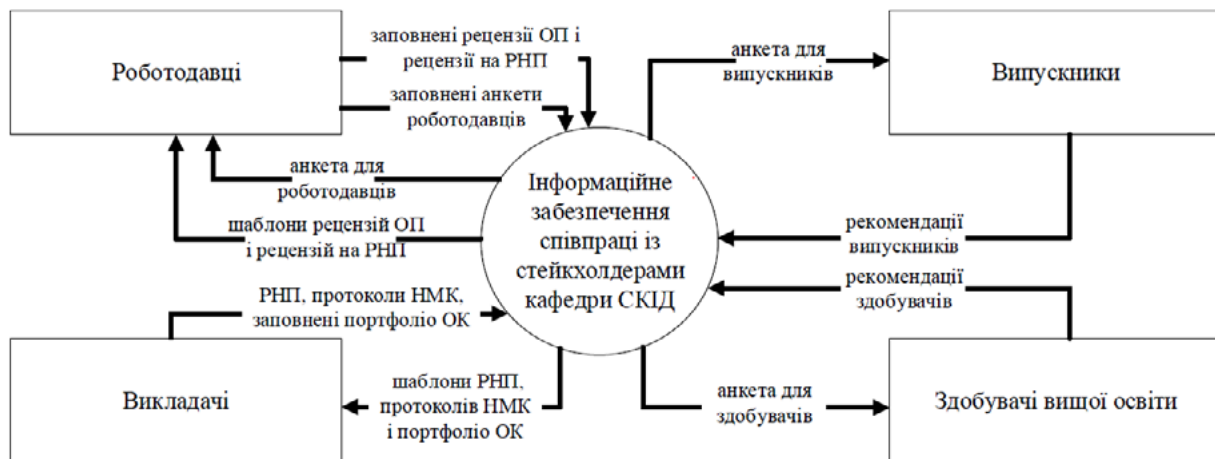 Роботодавці
заповнені рецензії ОП і
рецензії на РНП
заповнені анкети
роботодавців
анкета для
роботодавців
шаблони рецензій ОП
і рецензій на РНП
анкета для
випускників
Випускники
Інформаційне
забезпечення
співпраці із
стейкхолдерами
кафедри СКІД
рекомендації
випускників
рекомендації
здобувачів
РНП, протоколи НМК,
заповнені портфоліо ОК
Викладачі
шаблони РНП,
протоколів НМК
і портфоліо ОК
анкета для
здобувачів
Здобувачі вищої освіти